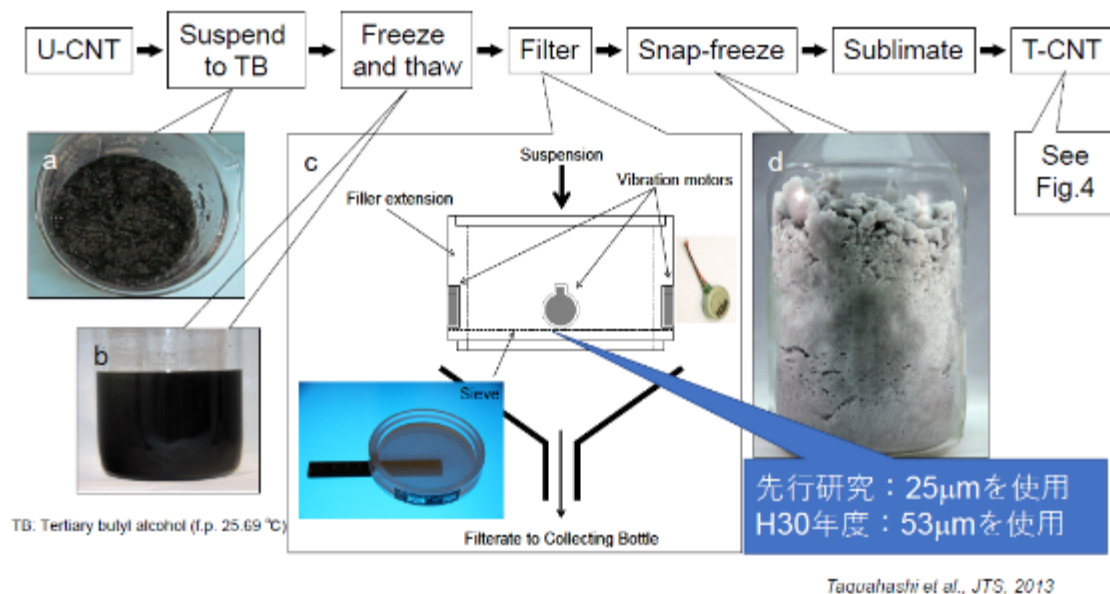 U-CNT
Suspend
to TB
Freeze
and thaw
Filter
Snap-freeze
Sublimate
T-CNT
a
c
Suspension
Vibration motors
Filler extension
d
See
Fig.4
b
Sieve
TB: Tertiary butyl alcohol (f.p. 25.69 ℃)
Filterate to Collecting Bottle
先行研究：25μmを使用
H30年度：53μmを使用
Taquahashi et al., JTS, 2013